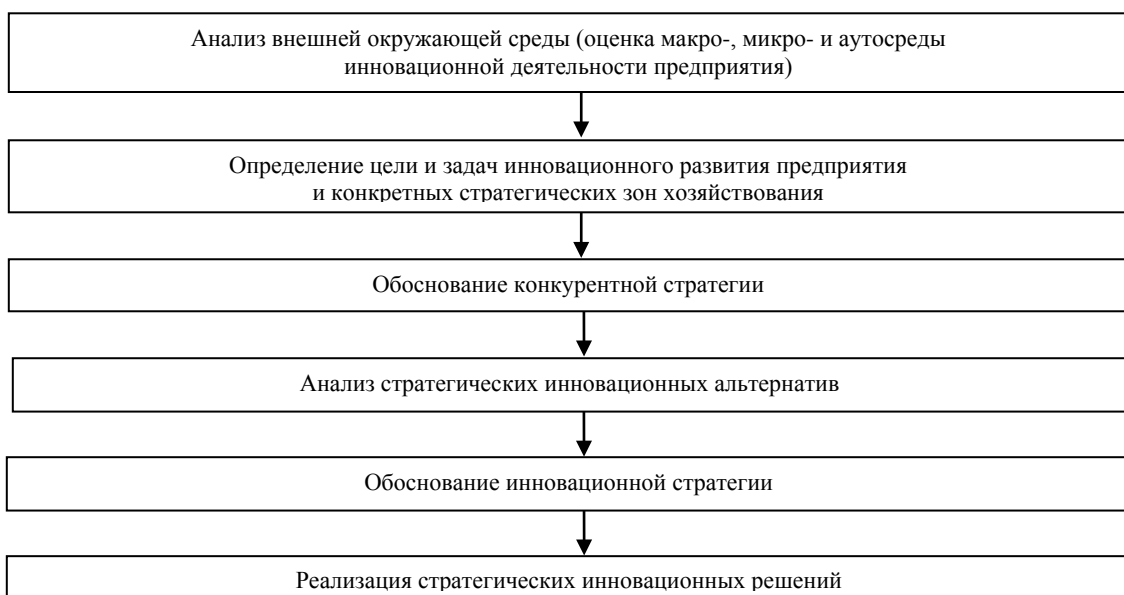 Анализ внешней окружающей среды (оценка макро-, микро- и аутосреды
инновационной деятельности предприятия)
Определение цели и задач инновационного развития предприятия
и конкретных стратегических зон хозяйствования
Обоснование конкурентной стратегии
Анализ стратегических инновационных альтернатив
Обоснование инновационной стратегии
Реализация стратегических инновационных решений